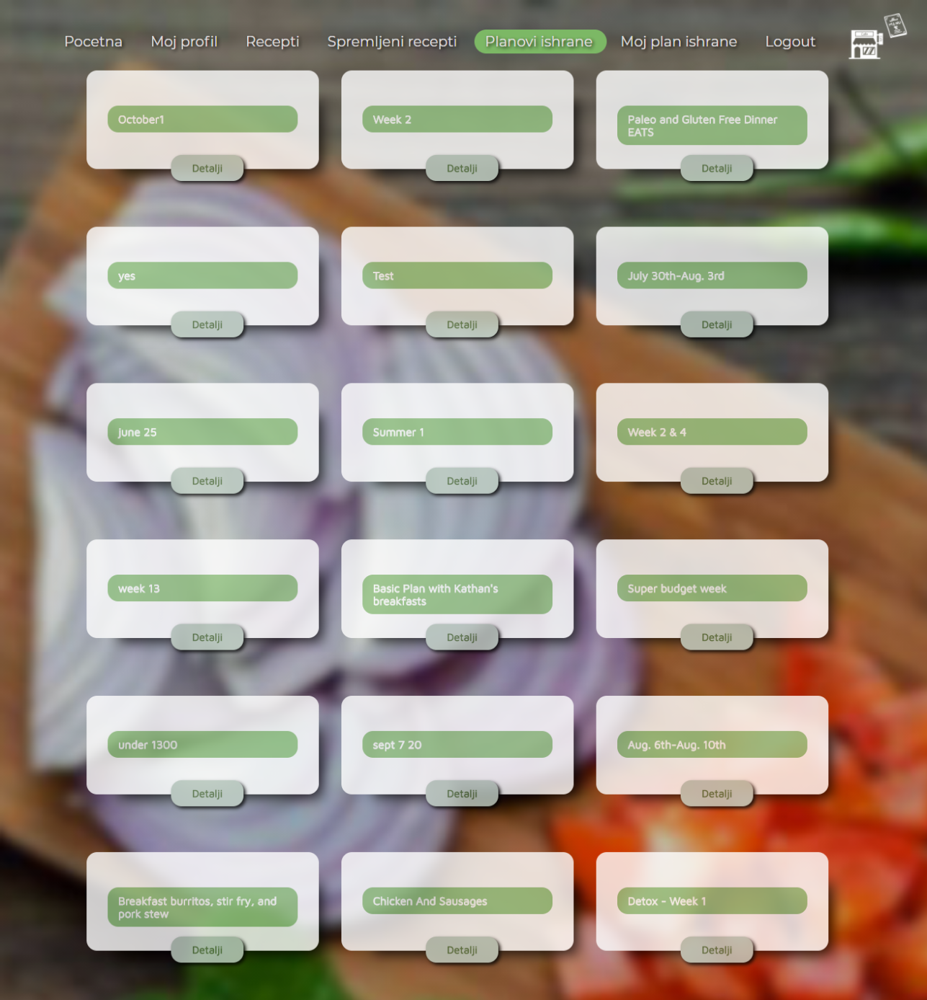 Pocetna Moj profil Recepti Spremljeni recepti Planovi ishrane Moj plan ishrane Logout
October1
Detalji
Week 2
Detalji
Paleo and Gluten Free Dinner
EATS
Detalji
yes
Detalji
Test
Detalji
July 30th-Aug. 3rd
Detalji
june 25
Detalji
Summer 1
Detalji
Week 2 & 4
Detalji
week 13
Detalji
Basic Plan with Kathan's
breakfasts
Detalji
Super budget week
Detalji
under 1300
Detalji
sept 7 20
Detalji
Aug. 6th-Aug. 10th
Detalji
Breakfast burritos, stir fry, and
pork stew
Detalji
Chicken And Sausages
Detalji
Detox - Week 1
Detalji